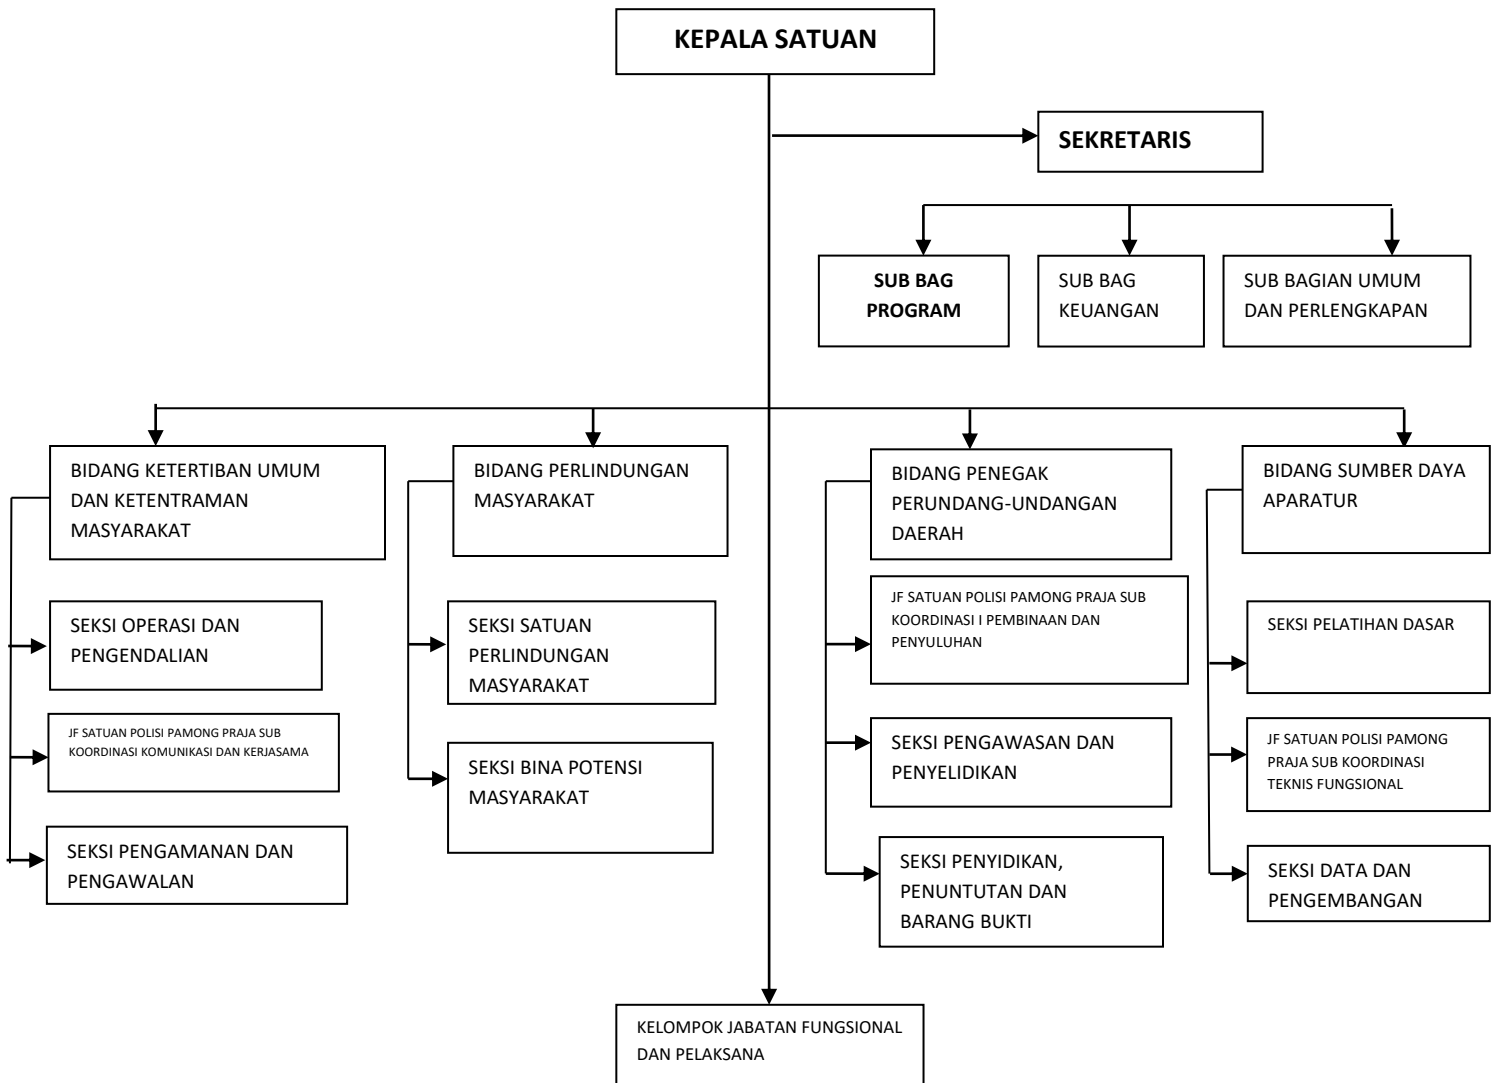 KEPALA SATUAN
SEKRETARIS
SUB BAG
PROGRAM
SUB BAG
KEUANGAN
SUB BAGIAN UMUM
DAN PERLENGKAPAN
BIDANG KETERTIBAN UMUM
DAN KETENTRAMAN
MASYARAKAT
BIDANG PERLINDUNGAN
MASYARAKAT
BIDANG PENEGAK
PERUNDANG-UNDANGAN
DAERAH
BIDANG SUMBER DAYA
APARATUR
SEKSI OPERASI DAN
PENGENDALIAN
JF SATUAN POLISI PAMONG PRAJA SUB
KOORDINASI KOMUNIKASI DAN KERJASAMA
SEKSI PENGAMANAN DAN
PENGAWALAN
SEKSI SATUAN
PERLINDUNGAN
MASYARAKAT
SEKSI BINA POTENSI
MASYARAKAT
JF SATUAN POLISI PAMONG PRAJA SUB
KOORDINASI I PEMBINAAN DAN
PENYULUHAN
SEKSI PENGAWASAN DAN
PENYELIDIKAN
SEKSI PENYIDIKAN,
PENUNTUTAN DAN
BARANG BUKTI
SEKSI PELATIHAN DASAR
JF SATUAN POLISI PAMONG
PRAJA SUB KOORDINASI
TEKNIS FUNGSIONAL
SEKSI DATA DAN
PENGEMBANGAN
KELOMPOK JABATAN FUNGSIONAL
DAN PELAKSANA